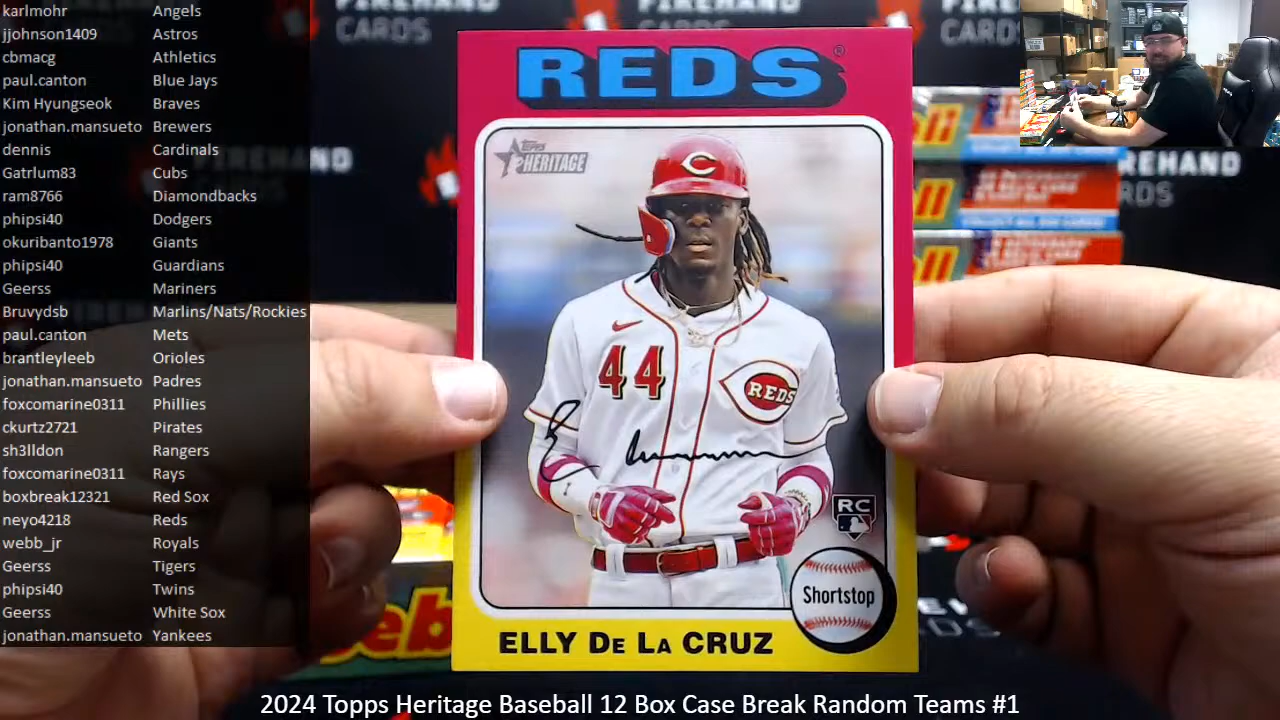 karlmohr Angels
jjohnson1409 Astros
cbmacg Athletics
paul.canton Blue Jays
Kim Hyungseok Braves
jonathan.mansueto Brewers
dennis Cardinals
Gatrlum83 Cubs
ram8766 Diamondbacks
phipsi40 Dodgers
okuribanto1978 Giants
phipsi40 Guardians
Geerss Mariners
Bruvydsb Marlins/Nats/Rockies
paul.canton Mets
brantleyleeb Orioles
jonathan.mansueto Padres
foxcomarine0311 Phillies
ckurtz2721 Pirates
sh3lldon Rangers
foxcomarine0311 Rays
boxbreak12321 Red Sox
neyo4218 Reds
webb_jr Royals
Geerss Tigers
phipsi40 Twins
Geerss White Sox
jonathan.mansueto Yankees
FIREHAND
CARDS
REDS®
TOPPS
HERITAGE
44
REDS
RC
Shortstop
ELLY DE LA CRUZ
2024 Topps Heritage Baseball 12 Box Case Break Random Teams #1